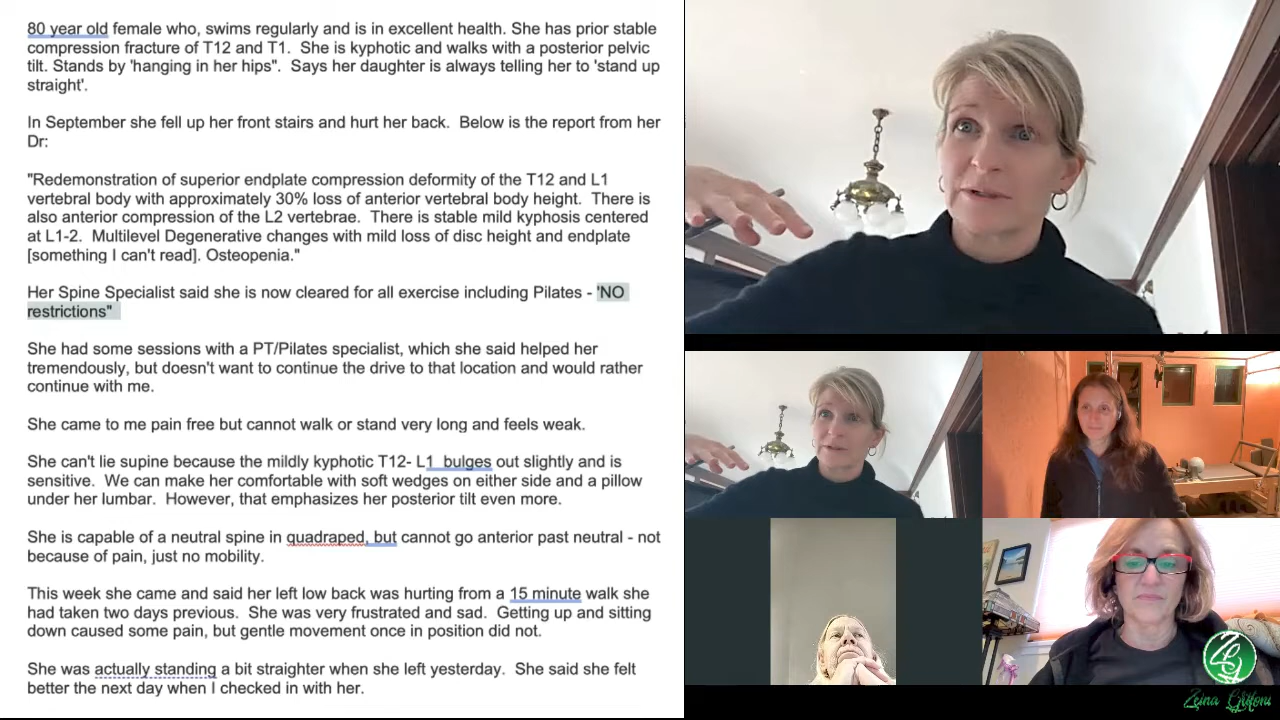 80 year old female who, swims regularly and is in excellent health. She has prior stable
compression fracture of T12 and T1.  She is kyphotic and walks with a posterior pelvic
tilt. Stands by 'hanging in her hips".  Says her daughter is always telling her to 'stand up
straight'.
In September she fell up her front stairs and hurt her back.  Below is the report from her
Dr:
"Redemonstration of superior endplate compression deformity of the T12 and L1
vertebral body with approximately 30% loss of anterior vertebral body height.  There is
also anterior compression of the L2 vertebrae.  There is stable mild kyphosis centered
at L1-2.  Multilevel Degenerative changes with mild loss of disc height and endplate
[something I can't read]. Osteopenia."
Her Spine Specialist said she is now cleared for all exercise including Pilates - 'NO
restrictions"
She had some sessions with a PT/Pilates specialist, which she said helped her
tremendously, but doesn't want to continue the drive to that location and would rather
continue with me.
She came to me pain free but cannot walk or stand very long and feels weak.
She can't lie supine because the mildly kyphotic T12- L1  bulges out slightly and is
sensitive.  We can make her comfortable with soft wedges on either side and a pillow
under her lumbar.  However, that emphasizes her posterior tilt even more.
She is capable of a neutral spine in quadraped, but cannot go anterior past neutral - not
because of pain, just no mobility.
This week she came and said her left low back was hurting from a 15 minute walk she
had taken two days previous.  She was very frustrated and sad.  Getting up and sitting
down caused some pain, but gentle movement once in position did not.
She was actually standing a bit straighter when she left yesterday.  She said she felt
better the next day when I checked in with her.